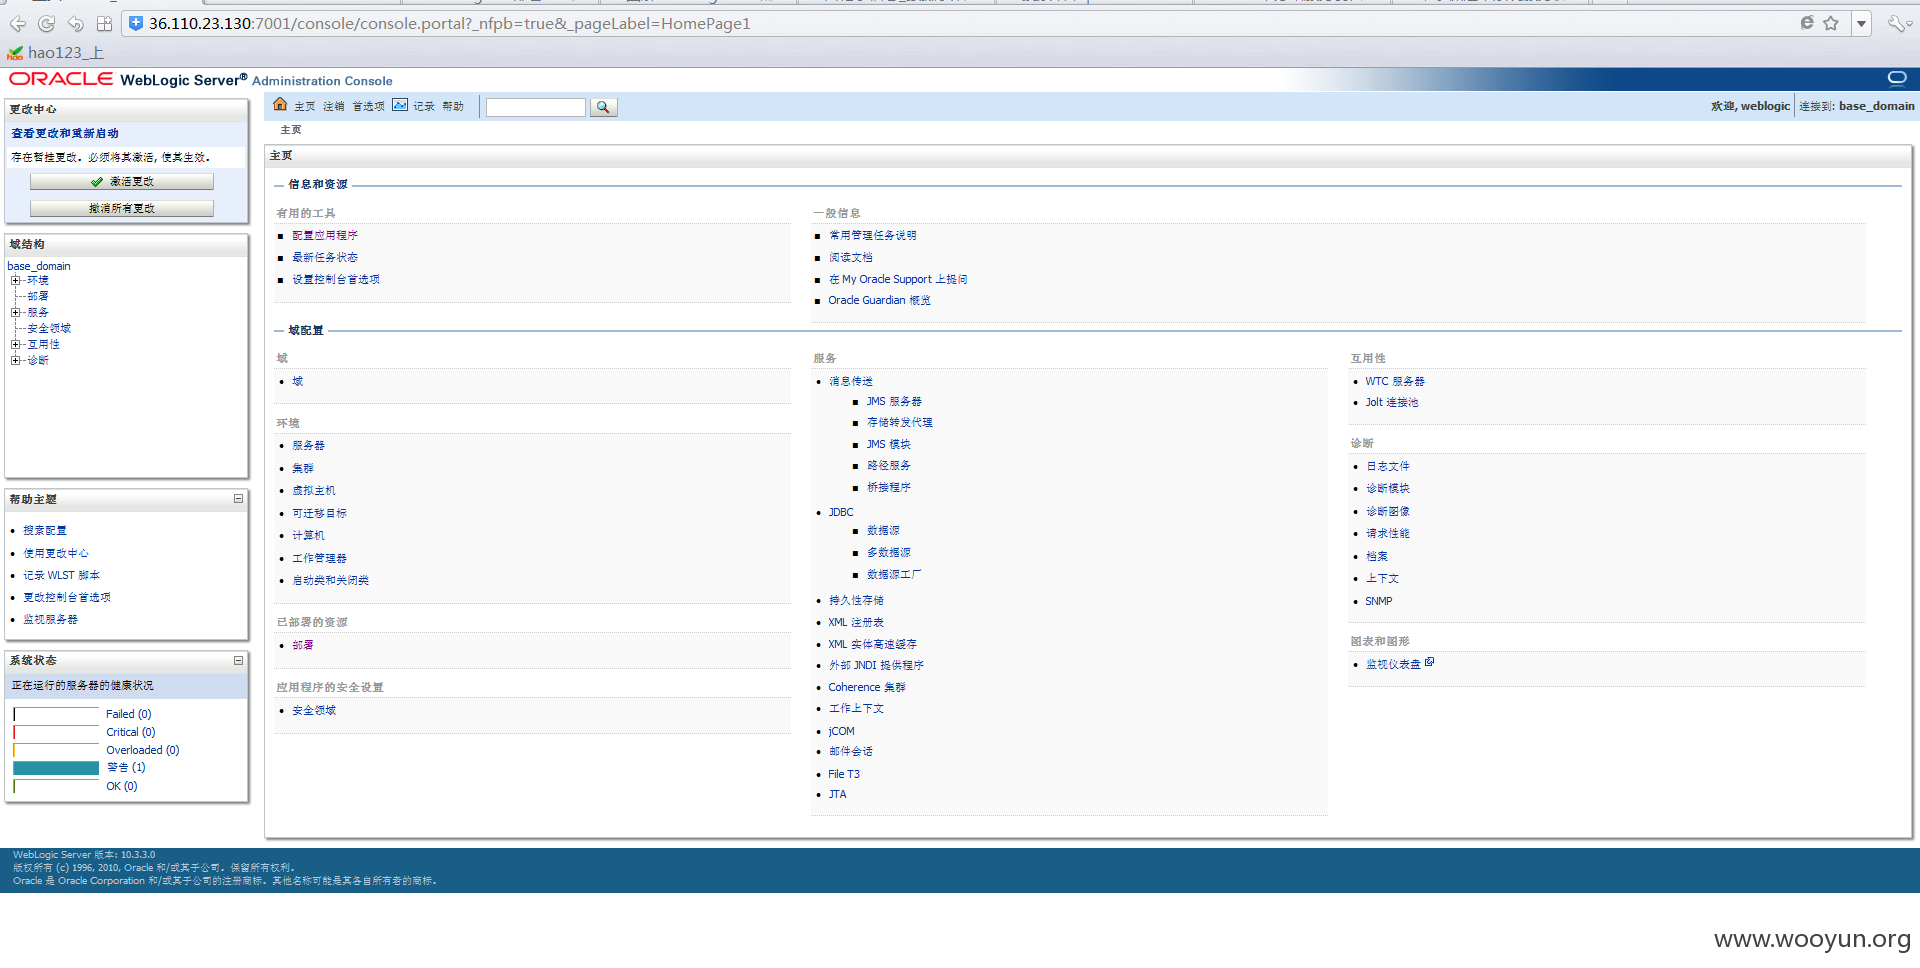 36.110.23.130:7001/console/console.portal?_nfpb=true&_pageLabel=HomePage1
hao123_上
ORACLE WebLogic Server® Administration Console
更改中心
查看更改和重新启动
存在暂挂更改。必须将其激活, 使其生效。
激活更改
撤消所有更改
域结构
base_domain
环境
部署
服务
安全领域
互用性
诊断
帮助主题
搜索配置
使用更改中心
记录 WLST 脚本
更改控制台首选项
监视服务器
系统状态
正在运行的服务器的健康状况
Failed (0)
Critical (0)
Overloaded (0)
警告 (1)
OK (0)
主页 注销 首选项 记录 帮助
欢迎, weblogic 连接到: base_domain
主页
主页
信息和资源
有用的工具
配置应用程序
最新任务状态
设置控制台首选项
一般信息
常用管理任务说明
阅读文档
在 My Oracle Support 上提问
Oracle Guardian 概览
域配置
域
域
环境
服务器
集群
虚拟主机
可迁移目标
计算机
工作管理器
启动类和关闭类
已部署的资源
部署
应用程序的安全设置
安全领域
服务
消息传送
JMS 服务器
存储转发代理
JMS 模块
路径服务
桥接程序
JDBC
数据源
多数据源
数据源工厂
持久性存储
XML 注册表
XML 实体高速缓存
外部 JNDI 提供程序
Coherence 集群
工作上下文
jCOM
邮件会话
File T3
JTA
互用性
WTC 服务器
Jolt 连接池
诊断
日志文件
诊断模块
诊断图像
请求性能
档案
上下文
SNMP
图表和图形
监视仪表盘
WebLogic Server 版本: 10.3.3.0
版权所有 (c) 1996, 2010, Oracle 和/或其子公司。保留所有权利。
Oracle 是 Oracle Corporation 和/或其子公司的注册商标。其他名称可能是其各自所有者的商标。
www.wooyun.org